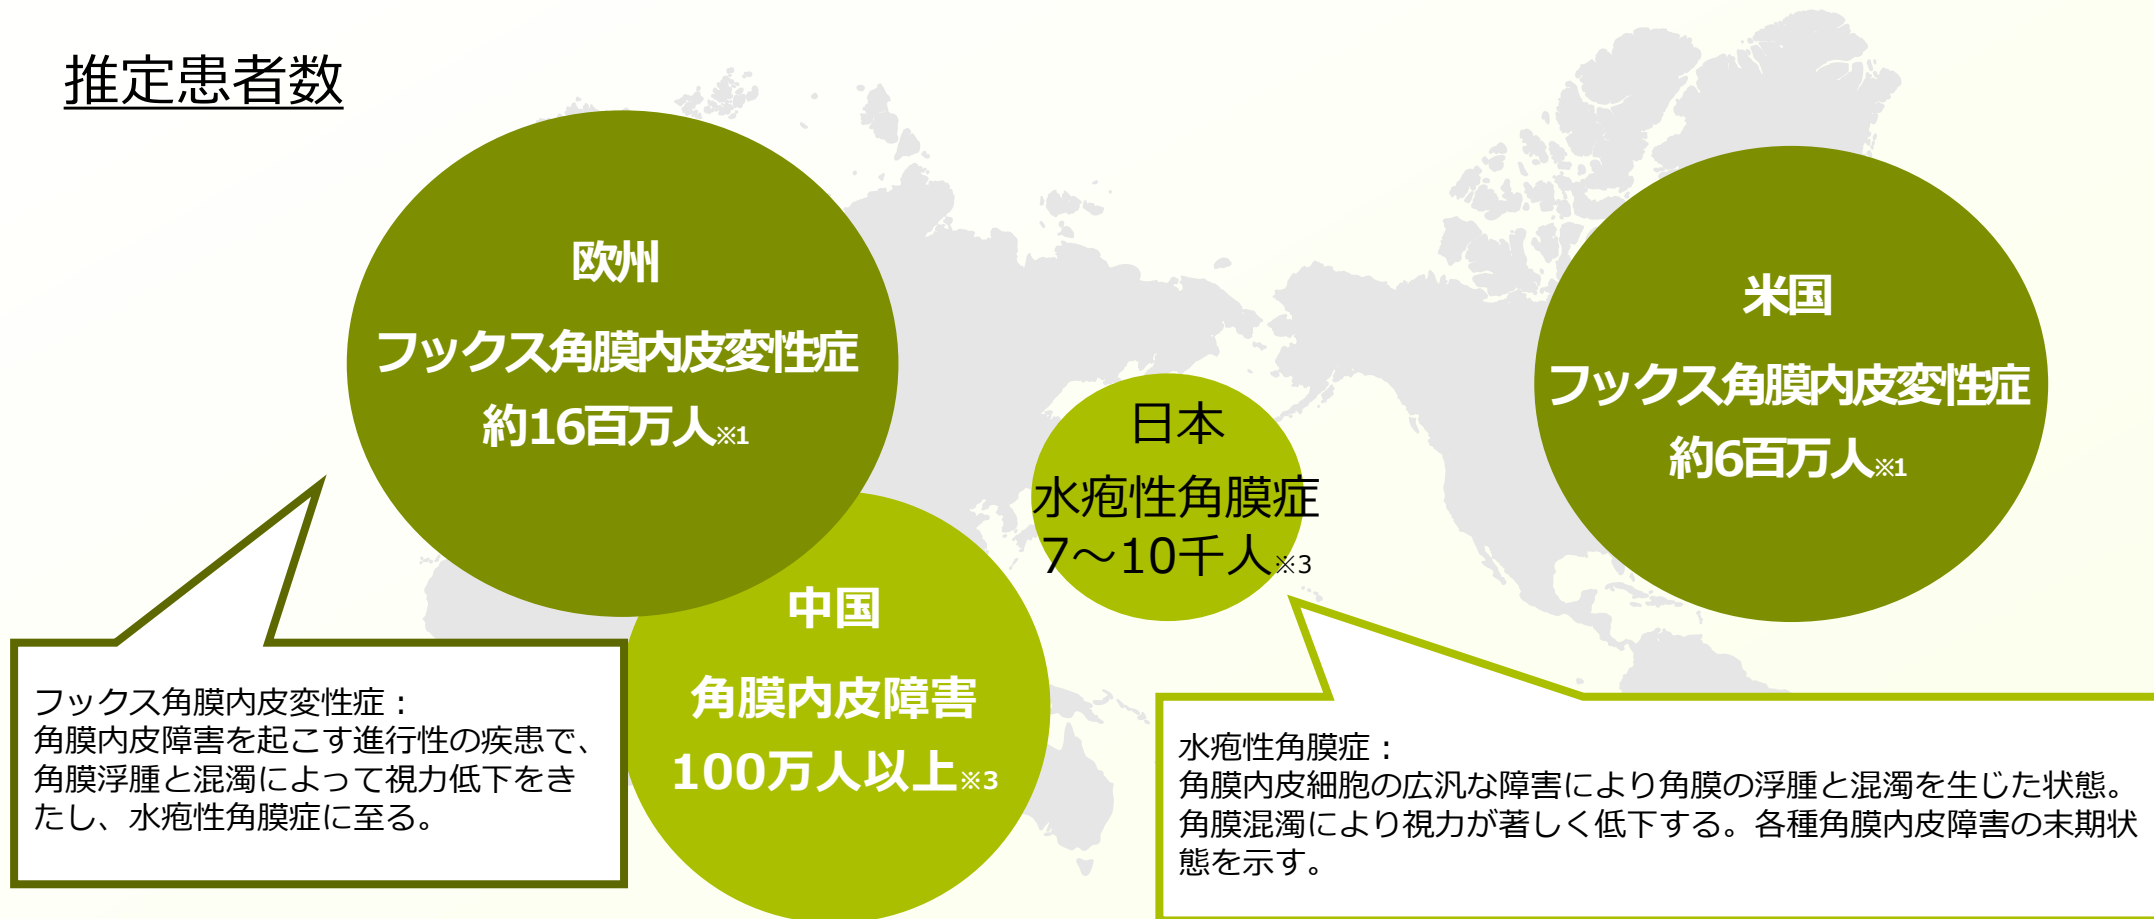 推定患者数
欧州
フックス角膜内皮変性症
約16百万人※1
米国
フックス角膜内皮変性症
約6百万人※1
日本
水疱性角膜症
7～10千人※3
中国
角膜内皮障害
100万人以上※3
フックス角膜内皮変性症：
角膜内皮障害を起こす進行性の疾患で、
角膜浮腫と混濁によって視力低下をき
たし、水疱性角膜症に至る。
水疱性角膜症：
角膜内皮細胞の広汎な障害により角膜の浮腫と混濁を生じた状態。
角膜混濁により視力が著しく低下する。各種角膜内皮障害の末期状
態を示す。